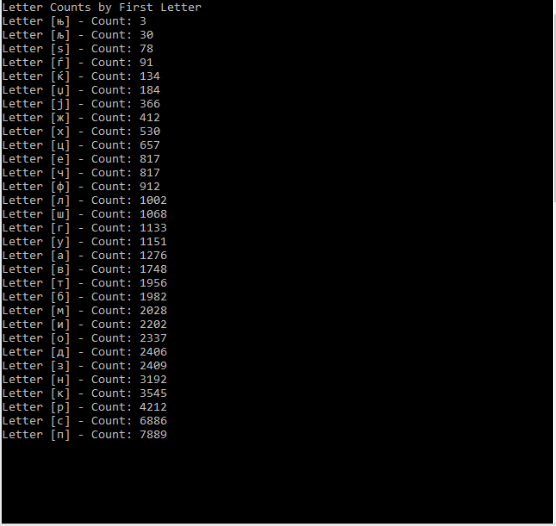 Letter Counts by First Letter
Letter [њ] - Count: 3
Letter [љ] - Count: 30
Letter [ѕ] - Count: 78
Letter [ѓ] - Count: 91
Letter [ќ] - Count: 134
Letter [џ] - Count: 184
Letter [ј] - Count: 366
Letter [ж] - Count: 412
Letter [х] - Count: 530
Letter [ц] - Count: 657
Letter [е] - Count: 817
Letter [ч] - Count: 817
Letter [ф] - Count: 912
Letter [л] - Count: 1002
Letter [ш] - Count: 1068
Letter [г] - Count: 1133
Letter [у] - Count: 1151
Letter [а] - Count: 1276
Letter [в] - Count: 1748
Letter [т] - Count: 1956
Letter [б] - Count: 1982
Letter [м] - Count: 2028
Letter [и] - Count: 2202
Letter [о] - Count: 2337
Letter [д] - Count: 2406
Letter [з] - Count: 2409
Letter [н] - Count: 3192
Letter [к] - Count: 3545
Letter [р] - Count: 4212
Letter [с] - Count: 6886
Letter [п] - Count: 7889